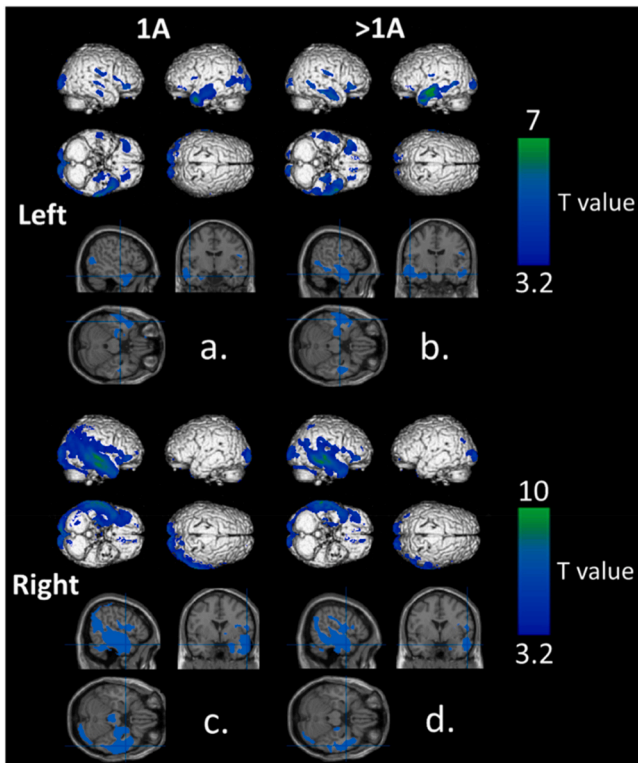 1A
>1A
7
T value
3.2
Left
a.
b.
10
T value
3.2
Right
c.
d.